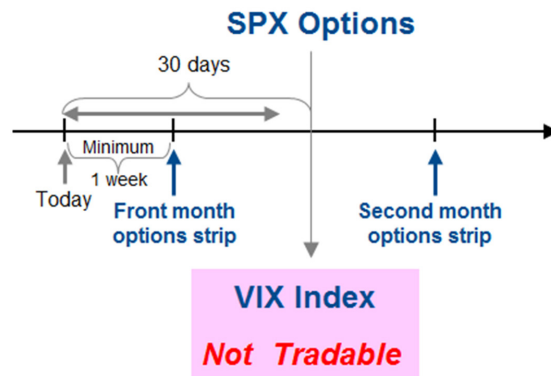 SPX Options
30 days
Minimum
1 week
Today
Front month
options strip
Second month
options strip
VIX Index
Not Tradable